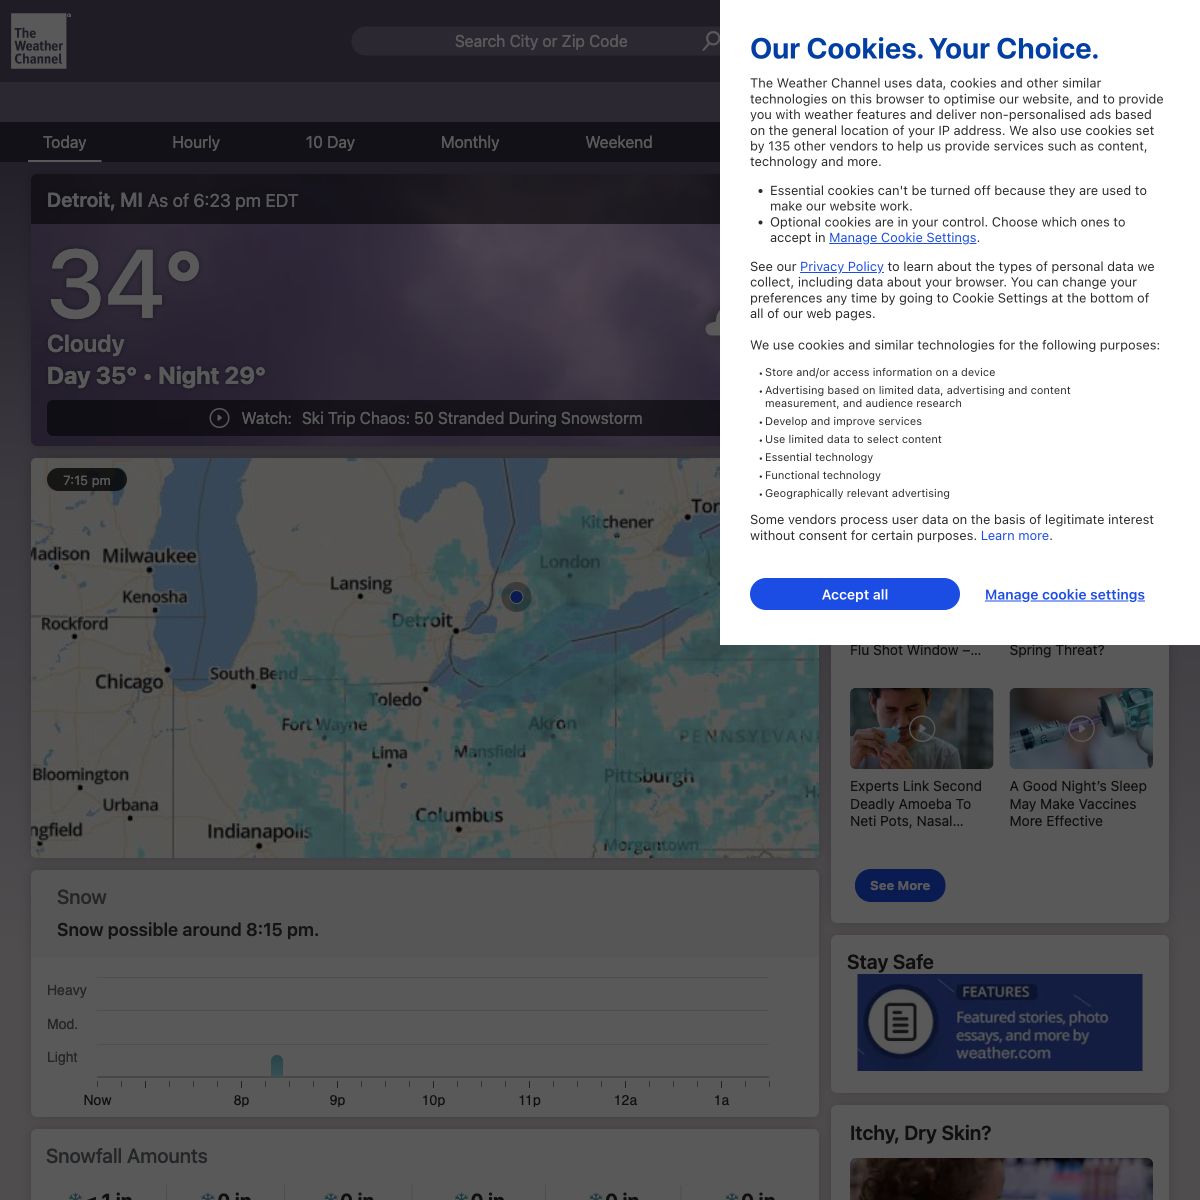 The
Weather
Channel
Search City or Zip Code
Today
Hourly
10 Day
Monthly
Weekend
Detroit, MI As of 6:23 pm EDT
34°
Cloudy
Day 35° • Night 29°
Watch: Ski Trip Chaos: 50 Stranded During Snowstorm
Our Cookies. Your Choice.
The Weather Channel uses data, cookies and other similar
technologies on this browser to optimise our website, and to provide
you with weather features and deliver non-personalised ads based
on the general location of your IP address. We also use cookies set
by 135 other vendors to help us provide services such as content,
technology and more.
• Essential cookies can't be turned off because they are used to
make our website work.
• Optional cookies are in your control. Choose which ones to
accept in Manage Cookie Settings.
See our Privacy Policy to learn about the types of personal data we
collect, including data about your browser. You can change your
preferences any time by going to Cookie Settings at the bottom of
all of our web pages.
We use cookies and similar technologies for the following purposes:
• Store and/or access information on a device
• Advertising based on limited data, advertising and content
measurement, and audience research
• Develop and improve services
• Use limited data to select content
• Essential technology
• Functional technology
• Geographically relevant advertising
Some vendors process user data on the basis of legitimate interest
without consent for certain purposes. Learn more.
Accept all
Manage cookie settings
7:15 pm
Kitchener
Tor
Madison
Milwaukee
London
Lansing
Kenosha
Detroit
Rockford
South Bend
Chicago
Toledo
Fort Wayne
Akron
PENNSYLVAN
Lima
Mansfield
Bloomington
Pittsburgh
H
Urbana
Columbus
ngfield
Indianapolis
Morgantown
Flu Shot Window –...
Spring Threat?
Experts Link Second
Deadly Amoeba To
Neti Pots, Nasal...
A Good Night's Sleep
May Make Vaccines
More Effective
See More
Snow
Snow possible around 8:15 pm.
Heavy
Mod.
Light
Now
8p
9p
10p
11p
12a
1a
Stay Safe
FEATURES
Featured stories, photo
essays, and more by
weather.com
Itchy, Dry Skin?
Snowfall Amounts
< 1 in
0 in
0 in
0 in
0 in
0 in